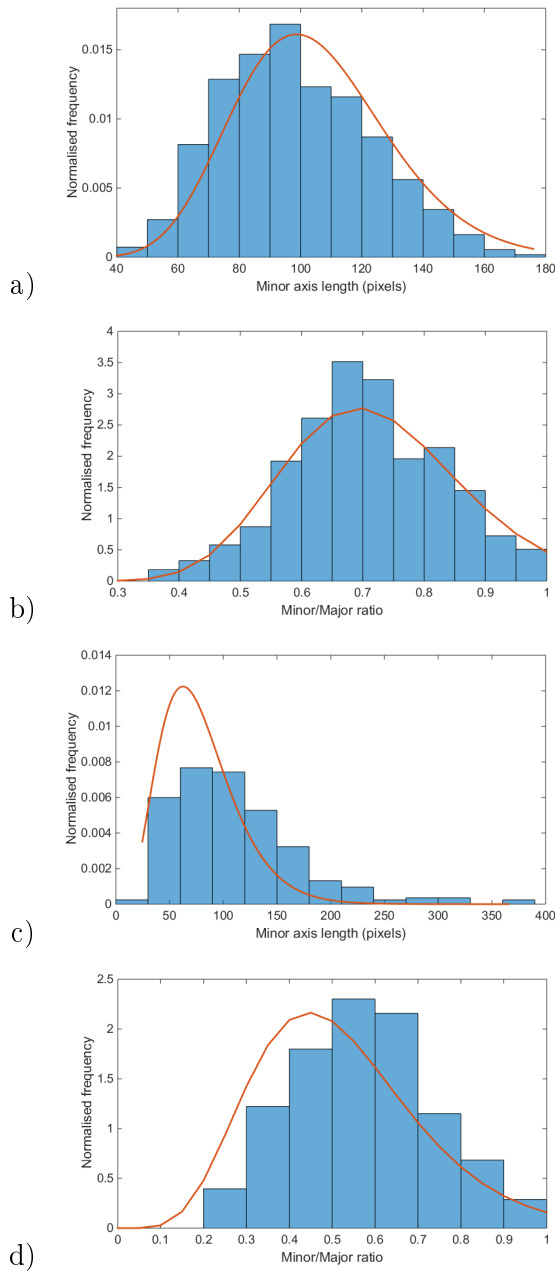 0.015
0.01
0.005
0
Normalised frequency
40 60 80 100 120 140 160 180
Minor axis length (pixels)
a)
4
3.5
3
2.5
2
1.5
1
0.5
0
Normalised frequency
0.3 0.4 0.5 0.6 0.7 0.8 0.9 1
Minor/Major ratio
b)
0.014
0.012
0.01
0.008
0.006
0.004
0.002
0
Normalised frequency
0 50 100 150 200 250 300 350 400
Minor axis length (pixels)
c)
2.5
2
1.5
1
0.5
0
Normalised frequency
0 0.1 0.2 0.3 0.4 0.5 0.6 0.7 0.8 0.9 1
Minor/Major ratio
d)